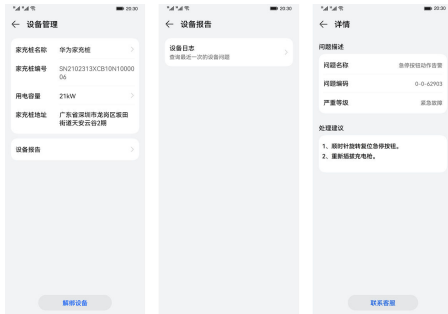 20:30
设备管理
家充桩名称 华为家充桩
家充桩编号 SN2102313XCB10N10000
06
用电容量 21kW
家充桩地址 广东省深圳市龙岗区坂田
街道天安云谷2期
设备报告
解绑设备
20:30
设备报告
设备日志
查询最近一次的设备问题
20:30
详情
问题描述
问题名称 急停按钮动作告警
问题编码 0-0-62903
严重等级 紧急故障
处理建议
1、顺时针旋转复位急停按钮。
2、重新插拔充电枪。
联系客服